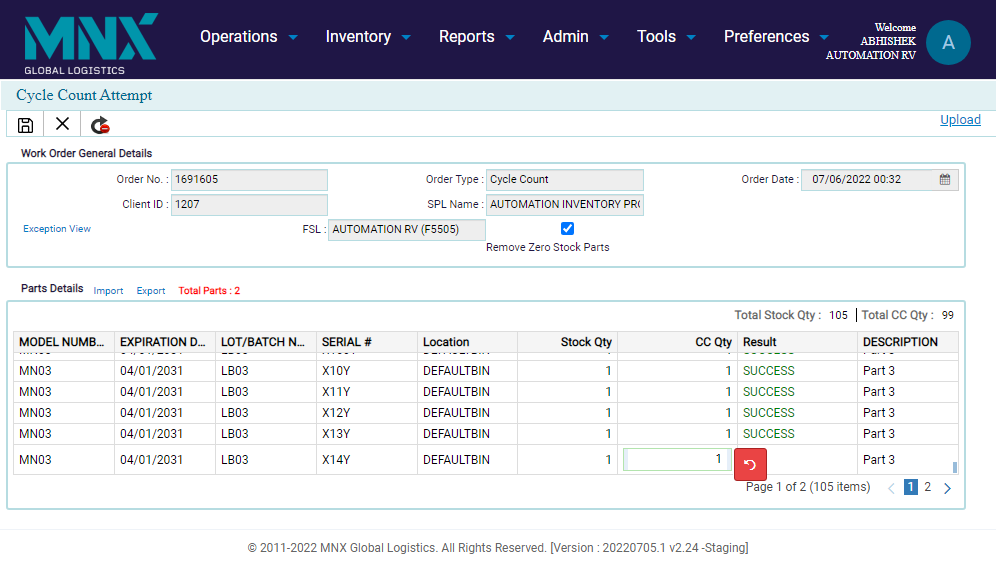 MNX
GLOBAL LOGISTICS
Operations Inventory Reports Admin Tools Preferences
Welcome
ABHISHEK
AUTOMATION RV
A
Cycle Count Attempt
Upload
Work Order General Details
Order No. : 1691605 Order Type : Cycle Count Order Date : 07/06/2022 00:32
Client ID : 1207 SPL Name : AUTOMATION INVENTORY PR
Exception View FSL : AUTOMATION RV (F5505)
Remove Zero Stock Parts
Parts Details Import Export Total Parts : 2
Total Stock Qty : 105 Total CC Qty : 99
MODEL NUMB... EXPIRATION D... LOT/BATCH N... SERIAL # Location Stock Qty CC Qty Result DESCRIPTION
MN03 04/01/2031 LB03 X10Y DEFAULTBIN 1 1 SUCCESS Part 3
MN03 04/01/2031 LB03 X11Y DEFAULTBIN 1 1 SUCCESS Part 3
MN03 04/01/2031 LB03 X12Y DEFAULTBIN 1 1 SUCCESS Part 3
MN03 04/01/2031 LB03 X13Y DEFAULTBIN 1 1 SUCCESS Part 3
MN03 04/01/2031 LB03 X14Y DEFAULTBIN 1 1 Part 3
Page 1 of 2 (105 items) 1 2
© 2011-2022 MNX Global Logistics. All Rights Reserved. [Version : 20220705.1 v2.24 -Staging]